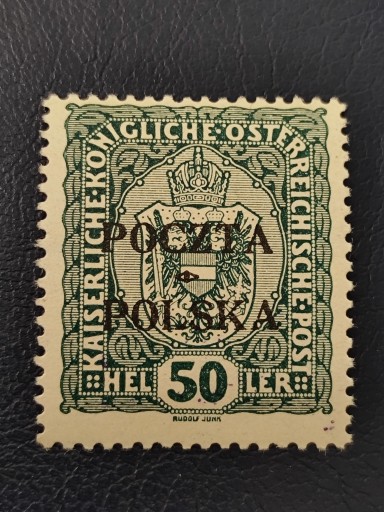 KAISERLICHE·KÖNIGLICHE·ÖSTERREICHISCHE·POST
POCZTA
POLSKA
HEL 50 LER
RUDOLF JUNK